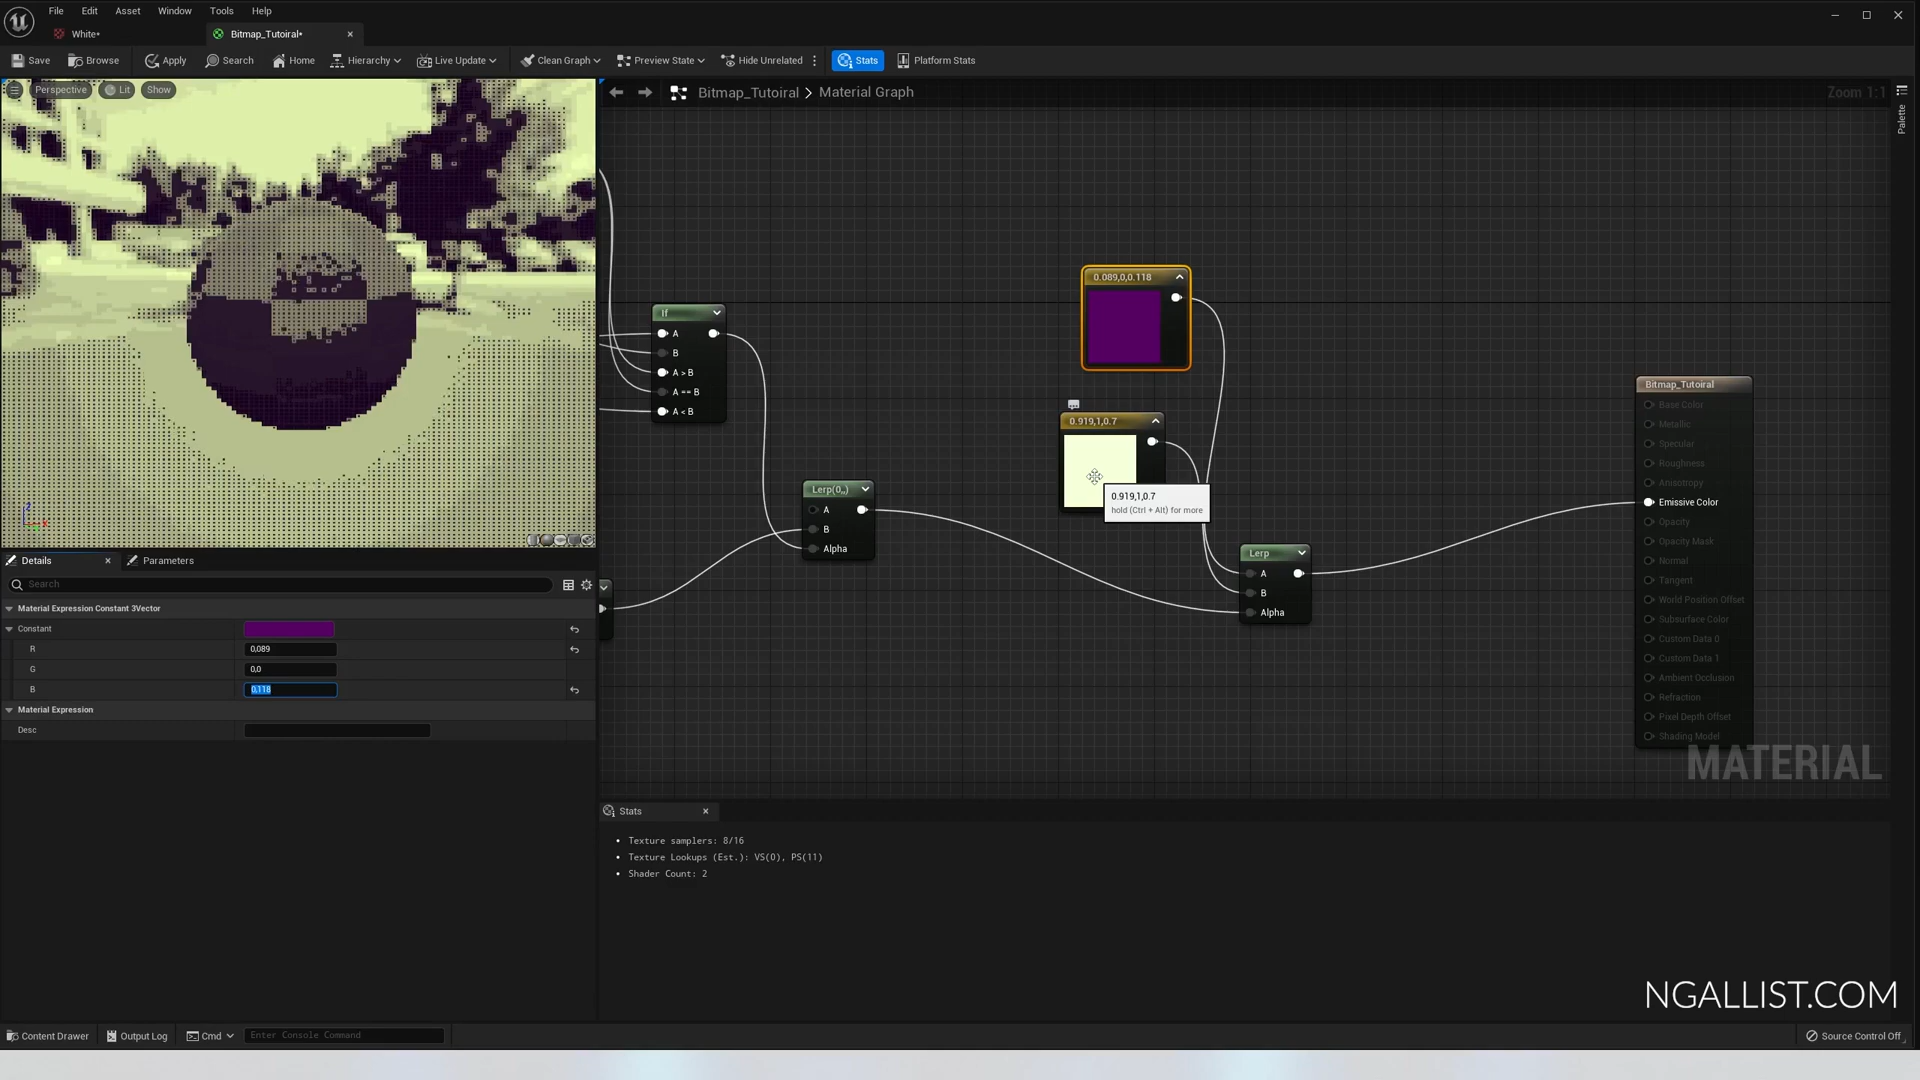 File Edit Asset Window Tools Help
White*
Bitmap_Tutoiral*
Save Browse Apply Search Home Hierarchy Live Update Clean Graph Preview State Hide Unrelated Stats Platform Stats
Perspective Lit Show
Bitmap_Tutoiral > Material Graph
Zoom 1:1
Palette
0.089,0,0.118
If
A
B
A > B
A == B
A < B
0.919,1,0.7
0.919,1,0.7
hold (Ctrl + Alt) for more
Lerp(0,,)
A
B
Alpha
Lerp
A
B
Alpha
Bitmap_Tutoiral
Base Color
Metallic
Specular
Roughness
Anisotropy
Emissive Color
Opacity
Opacity Mask
Normal
Tangent
World Position Offset
Subsurface Color
Custom Data 0
Custom Data 1
Ambient Occlusion
Refraction
Pixel Depth Offset
Shading Model
MATERIAL
Details
Parameters
Search
Material Expression Constant 3Vector
Constant
R 0,089
G 0,0
B 0,118
Material Expression
Desc
Stats
Texture samplers: 8/16
Texture Lookups (Est.): VS(0), PS(11)
Shader Count: 2
NGALLIST.COM
Content Drawer Output Log Cmd Enter Console Command
Source Control Off